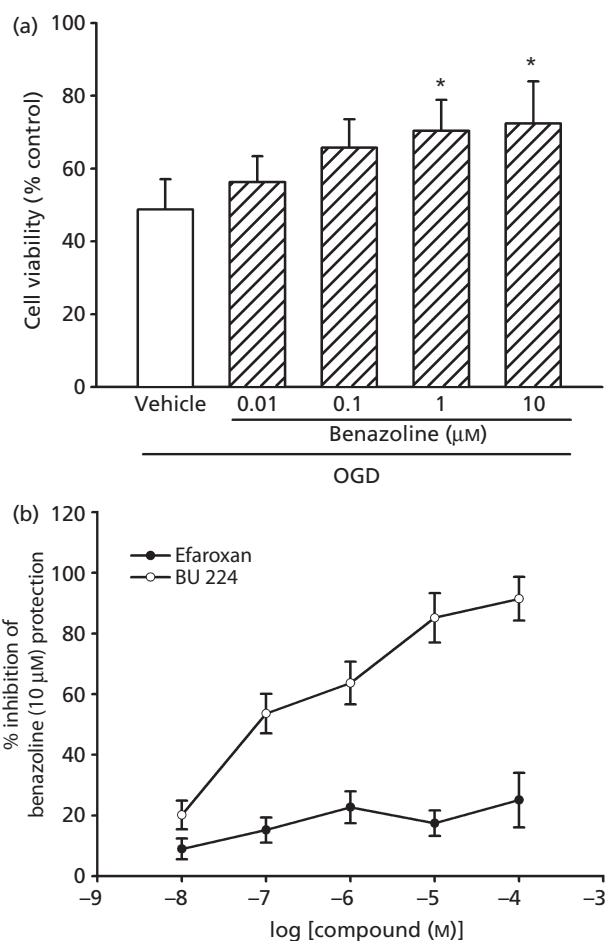 (a)
100
80
60
40
20
0
Cell viability (% control)
*
*
Vehicle 0.01 0.1 1 10
Benazoline (μM)
OGD
(b)
120
100
80
60
40
20
0
% inhibition of
benazoline (10 μM) protection
Efaroxan
BU 224
−9 −8 −7 −6 −5 −4 −3
log [compound (M)]